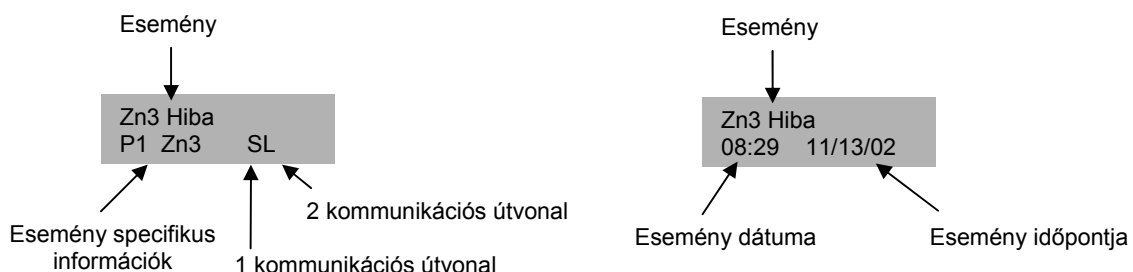 Esemény
Zn3 Hiba
P1 Zn3 SL
2 kommunikációs útvonal
Esemény specifikus
információk
1 kommunikációs útvonal
Esemény
Zn3 Hiba
08:29 11/13/02
Esemény dátuma
Esemény időpontja